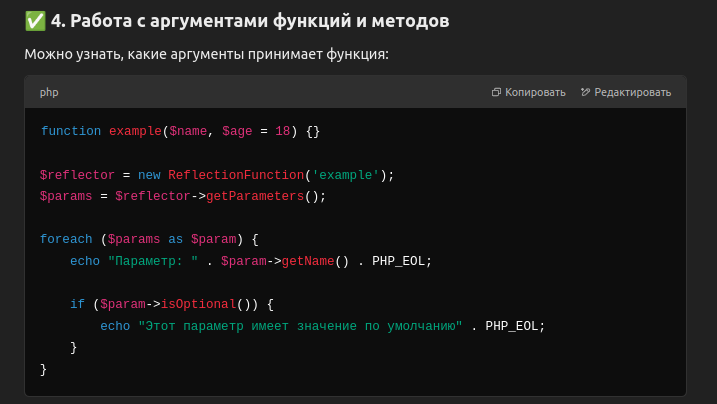 ✅ 4. Работа с аргументами функций и методов
Можно узнать, какие аргументы принимает функция:
php
Копировать
Редактировать
function example($name, $age = 18) {}
$reflector = new ReflectionFunction('example');
$params = $reflector->getParameters();
foreach ($params as $param) {
    echo "Параметр: " . $param->getName() . PHP_EOL;
    if ($param->isOptional()) {
        echo "Этот параметр имеет значение по умолчанию" . PHP_EOL;
    }
}